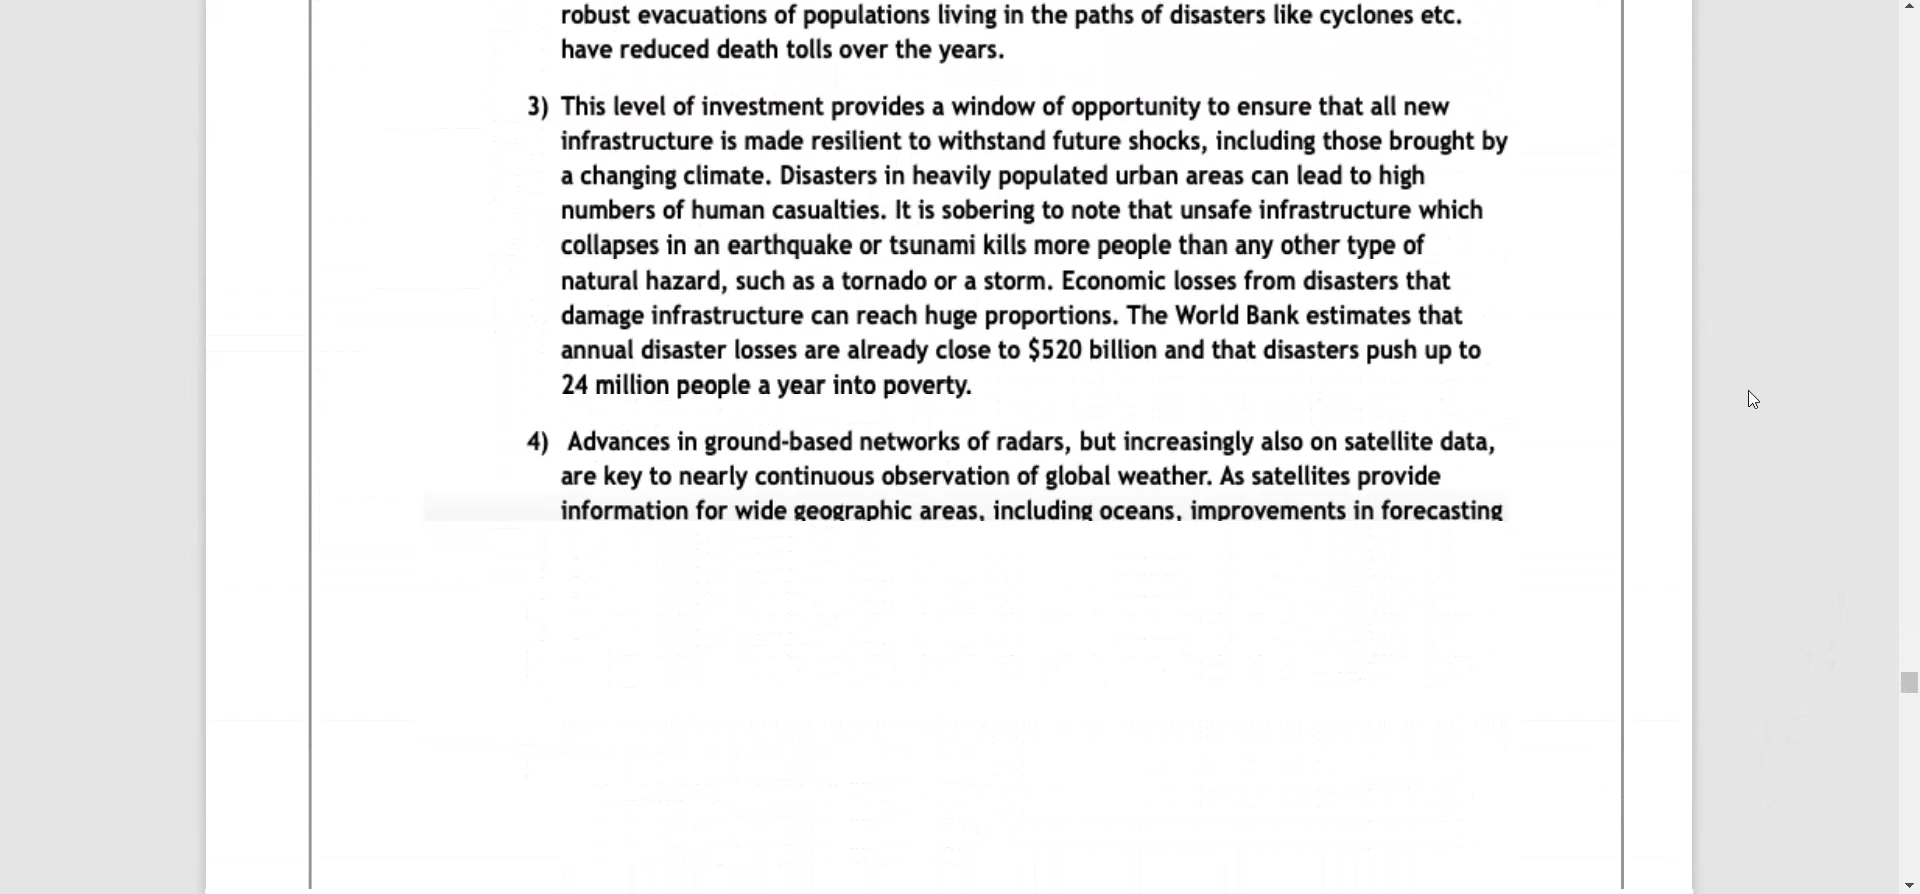 robust evacuations of populations living in the paths of disasters like cyclones etc.
have reduced death tolls over the years.
3) This level of investment provides a window of opportunity to ensure that all new
infrastructure is made resilient to withstand future shocks, including those brought by
a changing climate. Disasters in heavily populated urban areas can lead to high
numbers of human casualties. It is sobering to note that unsafe infrastructure which
collapses in an earthquake or tsunami kills more people than any other type of
natural hazard, such as a tornado or a storm. Economic losses from disasters that
damage infrastructure can reach huge proportions. The World Bank estimates that
annual disaster losses are already close to $520 billion and that disasters push up to
24 million people a year into poverty.
4) Advances in ground-based networks of radars, but increasingly also on satellite data,
are key to nearly continuous observation of global weather. As satellites provide
information for wide geographic areas, including oceans, improvements in forecasting